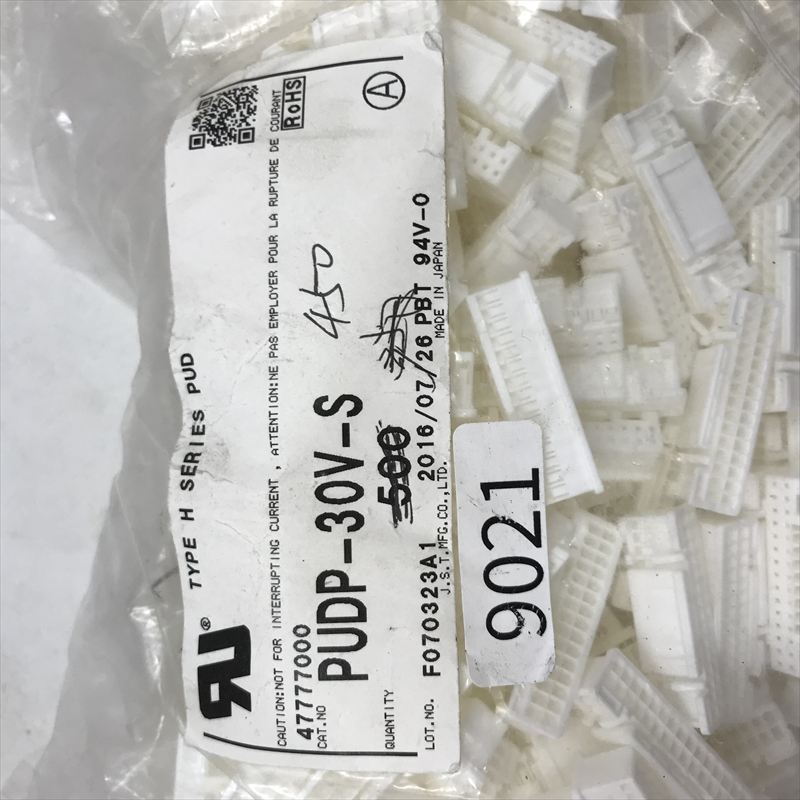 TYPE H SERIES PUD
CAUTION:NOT FOR INTERRUPTING CURRENT , ATTENTION:NE PAS EMPLOYER POUR LA RUPTURE DE COURANT
RoHS
A
47777000
CAT.NO
PUDP-30V-S
450
QUANTITY
500
LOT.NO.
F070323A1 2016/07/26 PBT 94V-0
J.S.T.MFG.CO.,LTD. MADE IN JAPAN
9021